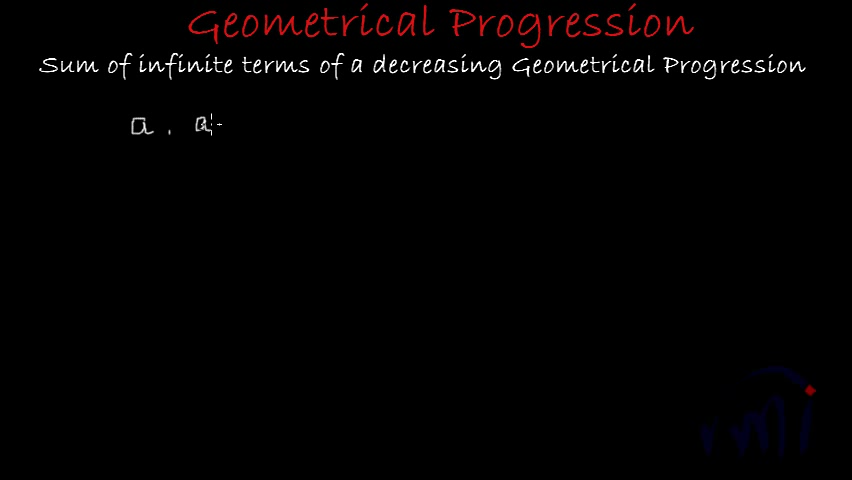 Geometrical Progression
Sum of infinite terms of a decreasing Geometrical Progression
a , a